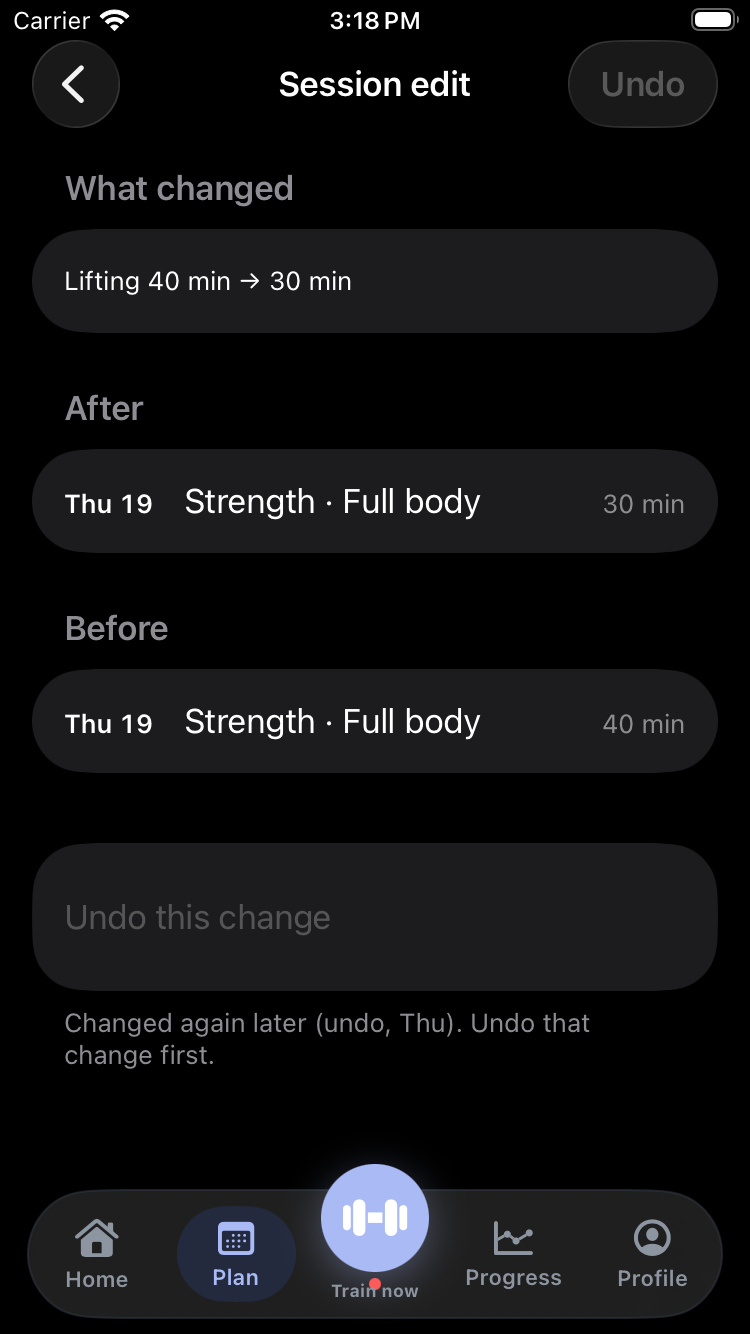 Carrier 3:18 PM
Session edit Undo
What changed
Lifting 40 min → 30 min
After
Thu 19 Strength · Full body 30 min
Before
Thu 19 Strength · Full body 40 min
Undo this change
Changed again later (undo, Thu). Undo that
change first.
Home Plan Train now Progress Profile